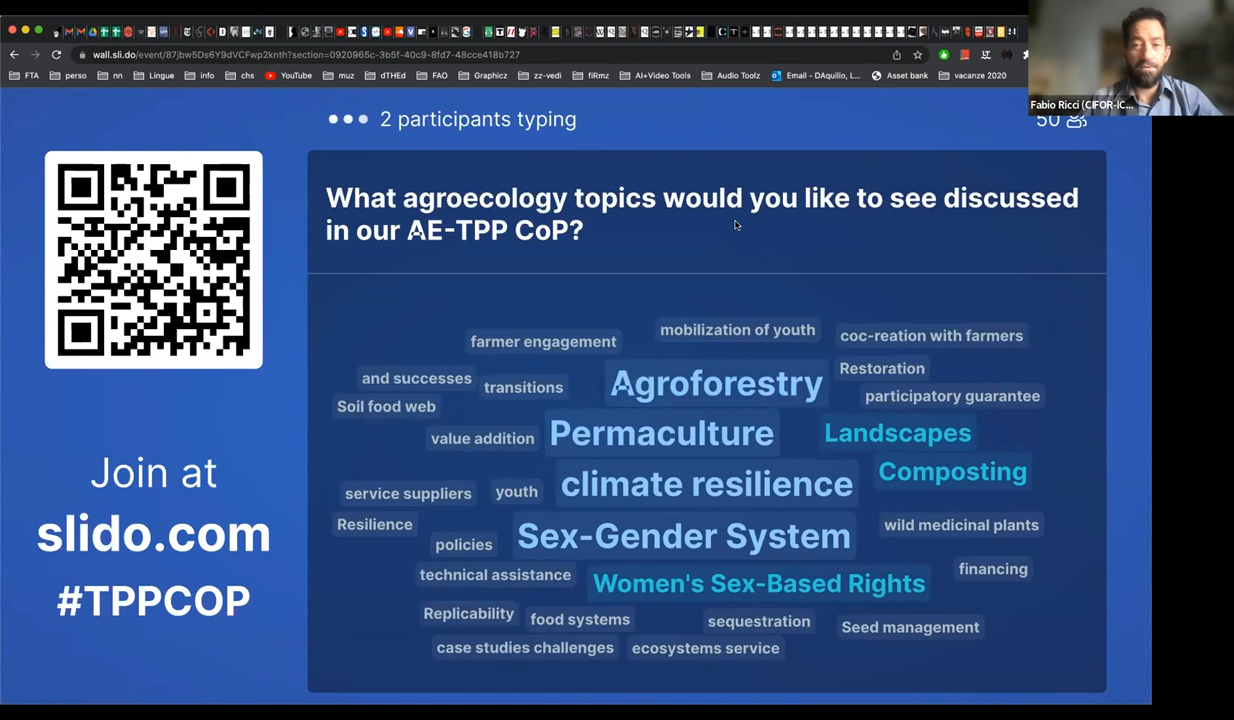 wall.sli.do/event/87jbw5Ds6Y9dVCFwp2knth?section=0920965c-3b5f-40c9-8fd7-48cce418b727
FTA perso nn Lingue info chs YouTube muz dTHEd FAO Graphicz zz-vedi fiRmz AI+Video Tools Audio Toolz Email - DAquilio, L... Asset bank vacanze 2020
Fabio Ricci (CIFOR-IC...
2 participants typing
50
What agroecology topics would you like to see discussed
in our AE-TPP CoP?
mobilization of youth
farmer engagement
coc-reation with farmers
Restoration
and successes
transitions
Agroforestry
participatory guarantee
Soil food web
value addition
Permaculture
Landscapes
Composting
climate resilience
service suppliers
youth
Resilience
wild medicinal plants
policies
Sex-Gender System
technical assistance
Women's Sex-Based Rights
financing
Replicability
food systems
sequestration
Seed management
case studies challenges
ecosystems service
Join at
slido.com
#TPPCOP